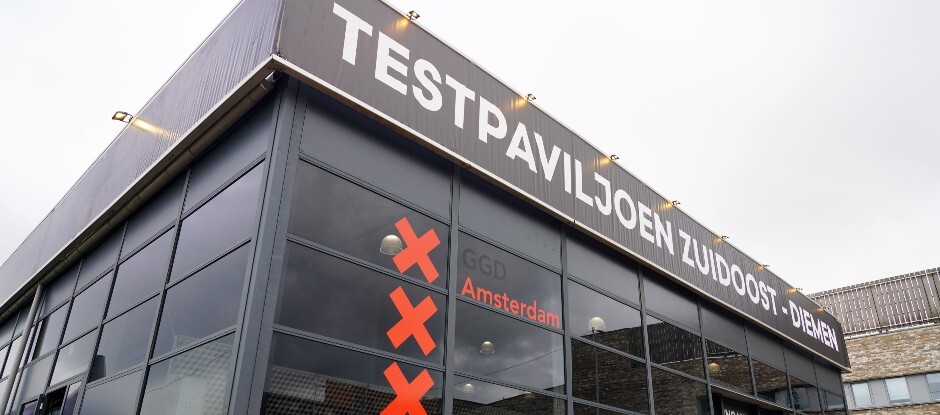 TESTPAVILJOEN ZUIDOOST - DIEMEN
GGD
Amsterdam